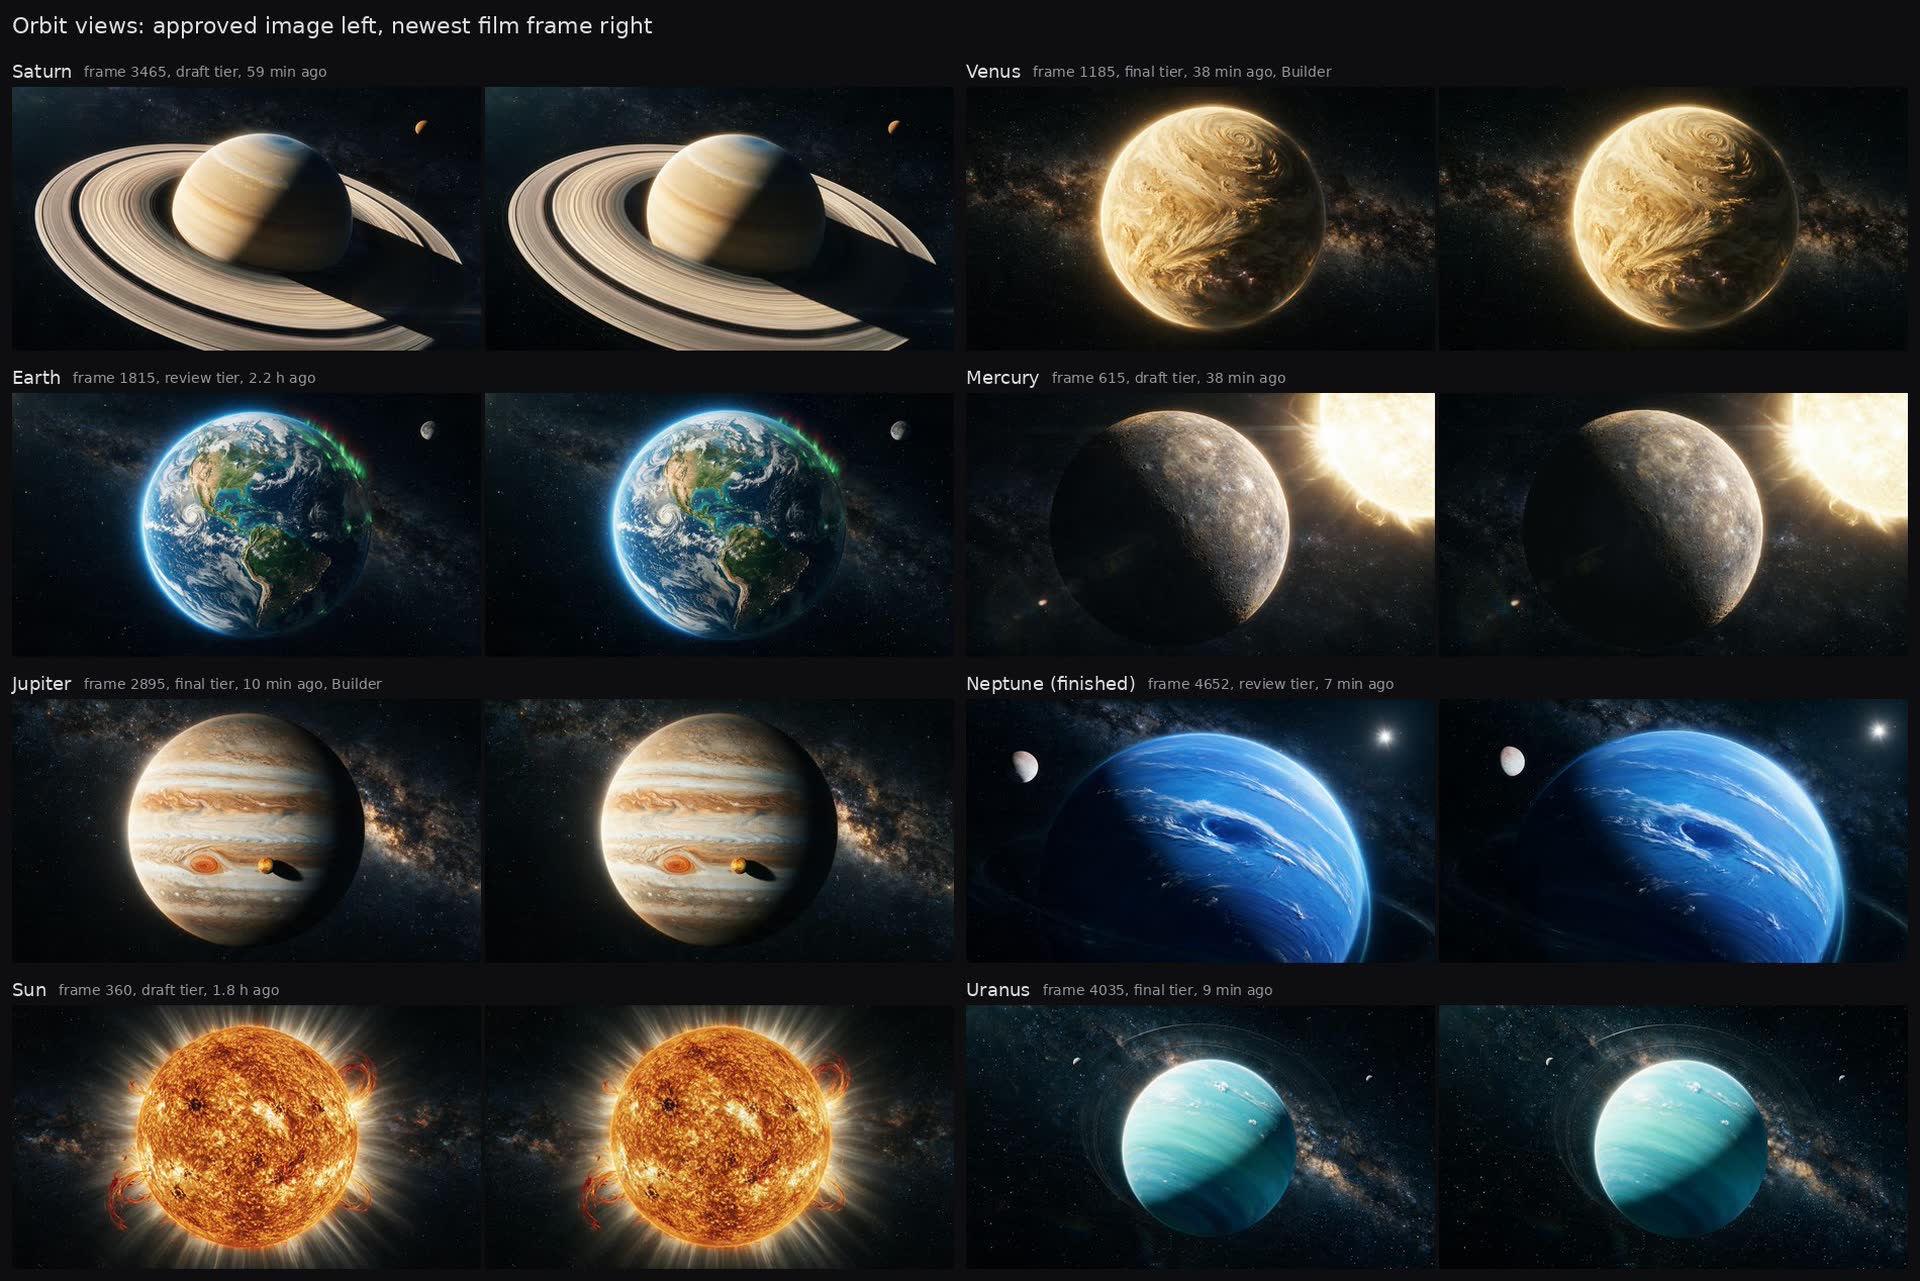 Orbit views: approved image left, newest film frame right
Saturn frame 3465, draft tier, 59 min ago
Venus frame 1185, final tier, 38 min ago, Builder
Earth frame 1815, review tier, 2.2 h ago
Mercury frame 615, draft tier, 38 min ago
Jupiter frame 2895, final tier, 10 min ago, Builder
Neptune (finished) frame 4652, review tier, 7 min ago
Sun frame 360, draft tier, 1.8 h ago
Uranus frame 4035, final tier, 9 min ago